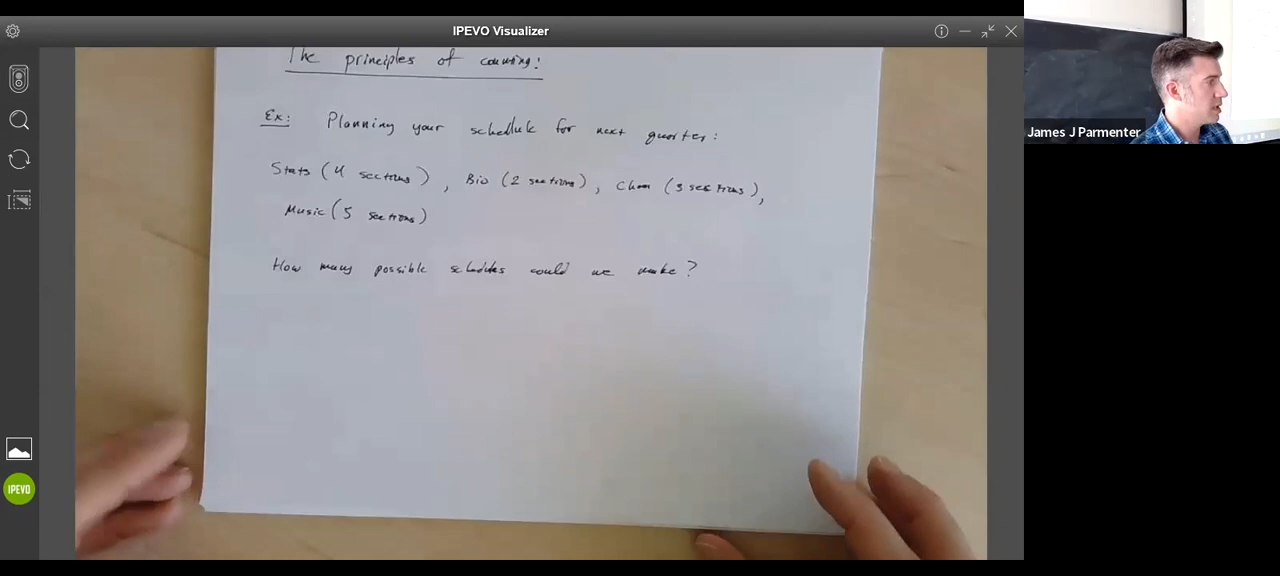 IPEVO Visualizer
The principles of counting:
James J Parmenter
Ex: Planning your schedule for next quarter:
Stats (4 sections), Bio (2 sections), Chem (3 sections),
Music (5 sections)
How many possible schedules could we make?
IPEVO